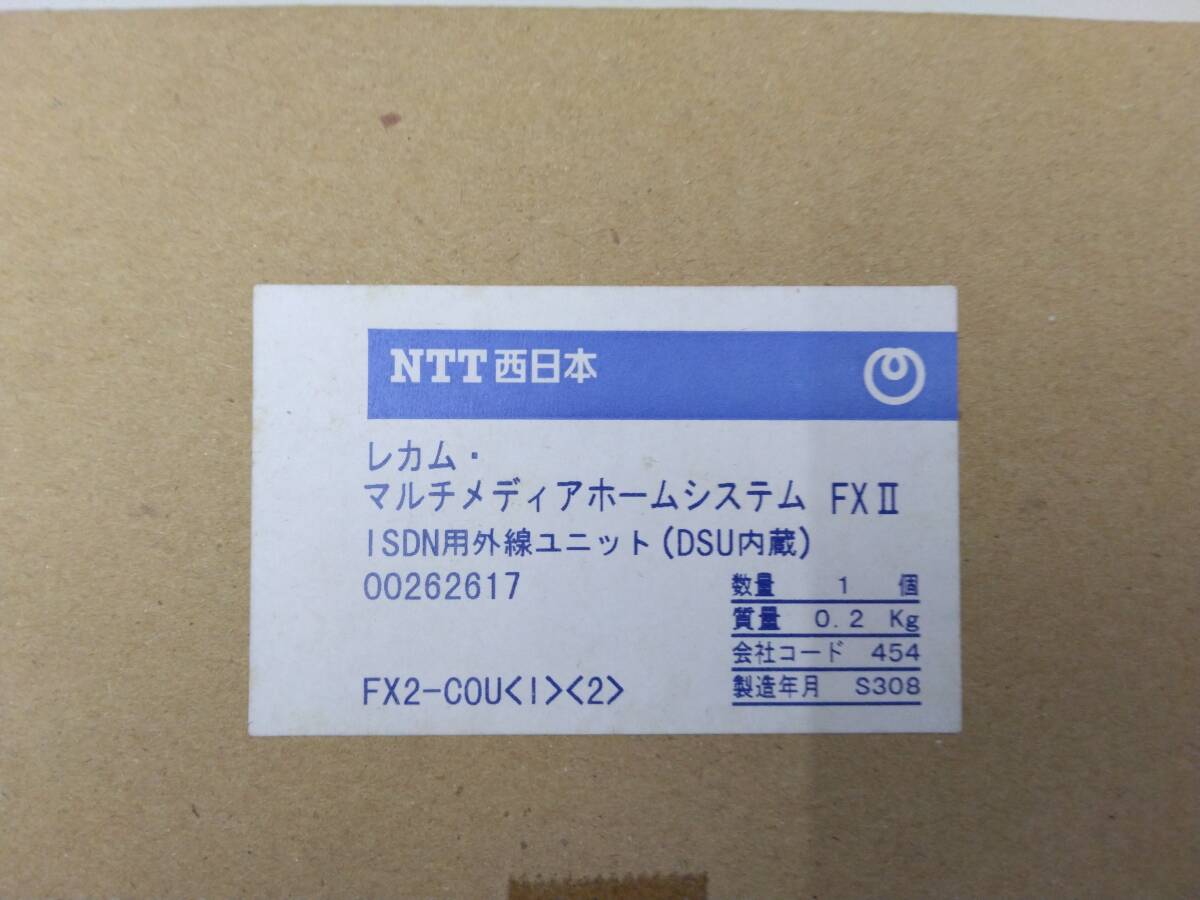 NTT西日本
レカム・
マルチメディアホームシステム FXⅡ
ISDN用外線ユニット(DSU内蔵)
00262617
数量 1 個
質量 0.2 Kg
会社コード 454
製造年月 S308
FX2-COU<I><2>